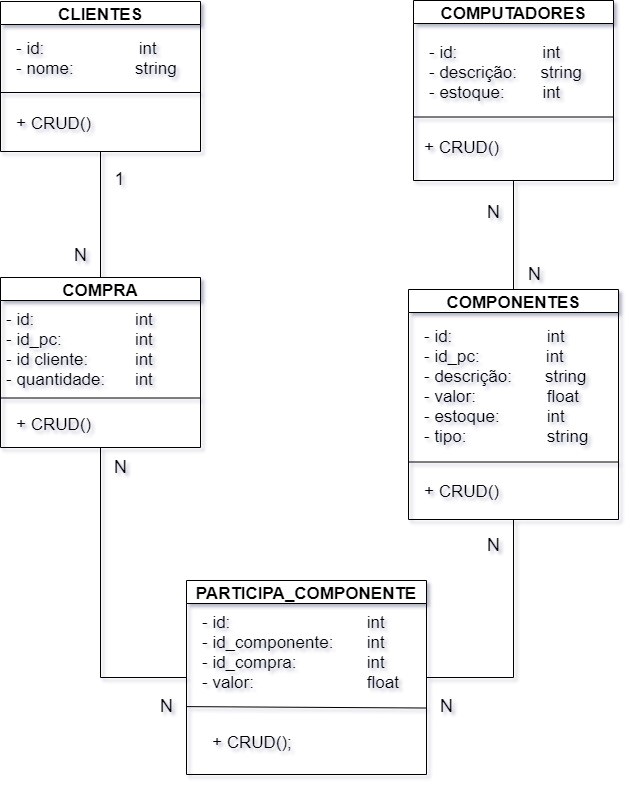 CLIENTES
- id: int
- nome: string
+ CRUD()
1
N
COMPRA
- id: int
- id_pc: int
- id cliente: int
- quantidade: int
+ CRUD()
N
COMPUTADORES
- id: int
- descrição: string
- estoque: int
+ CRUD()
N
N
COMPONENTES
- id: int
- id_pc: int
- descrição: string
- valor: float
- estoque: int
- tipo: string
+ CRUD()
N
PARTICIPA_COMPONENTE
- id: int
- id_componente: int
- id_compra: int
- valor: float
+ CRUD();
N
N